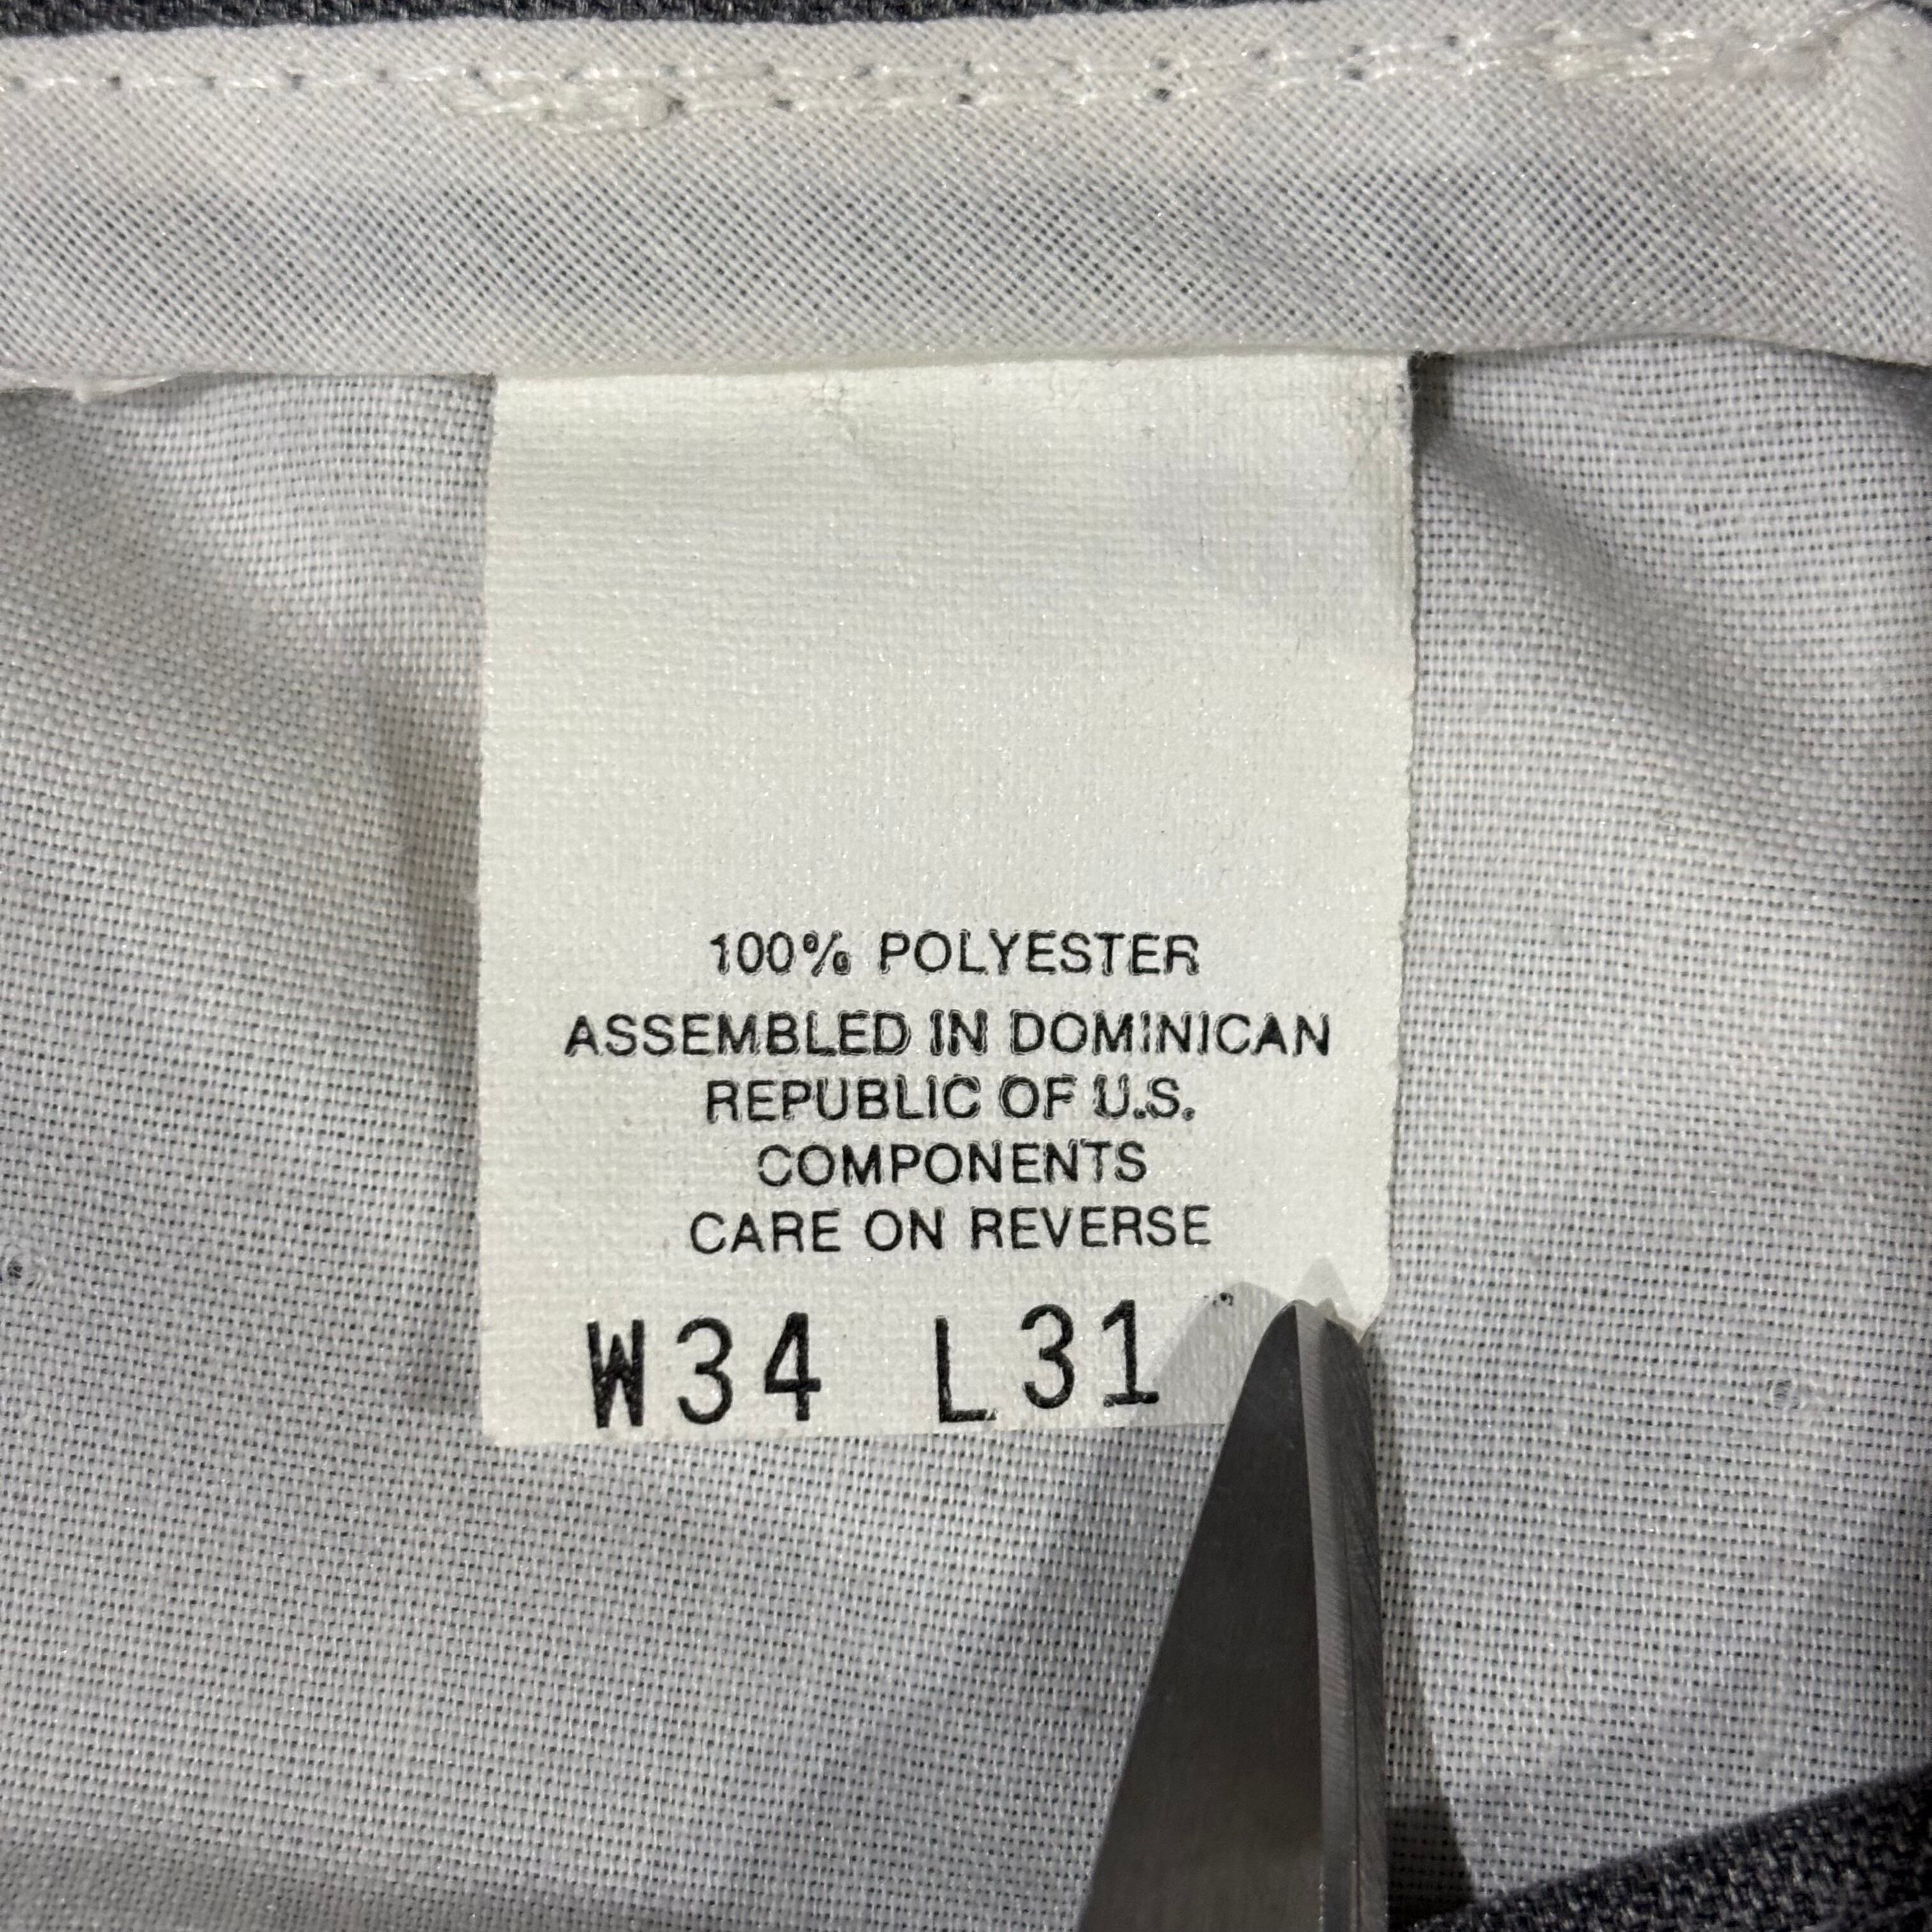 100% POLYESTER
ASSEMBLED IN DOMINICAN
REPUBLIC OF U.S.
COMPONENTS
CARE ON REVERSE
W34 L31